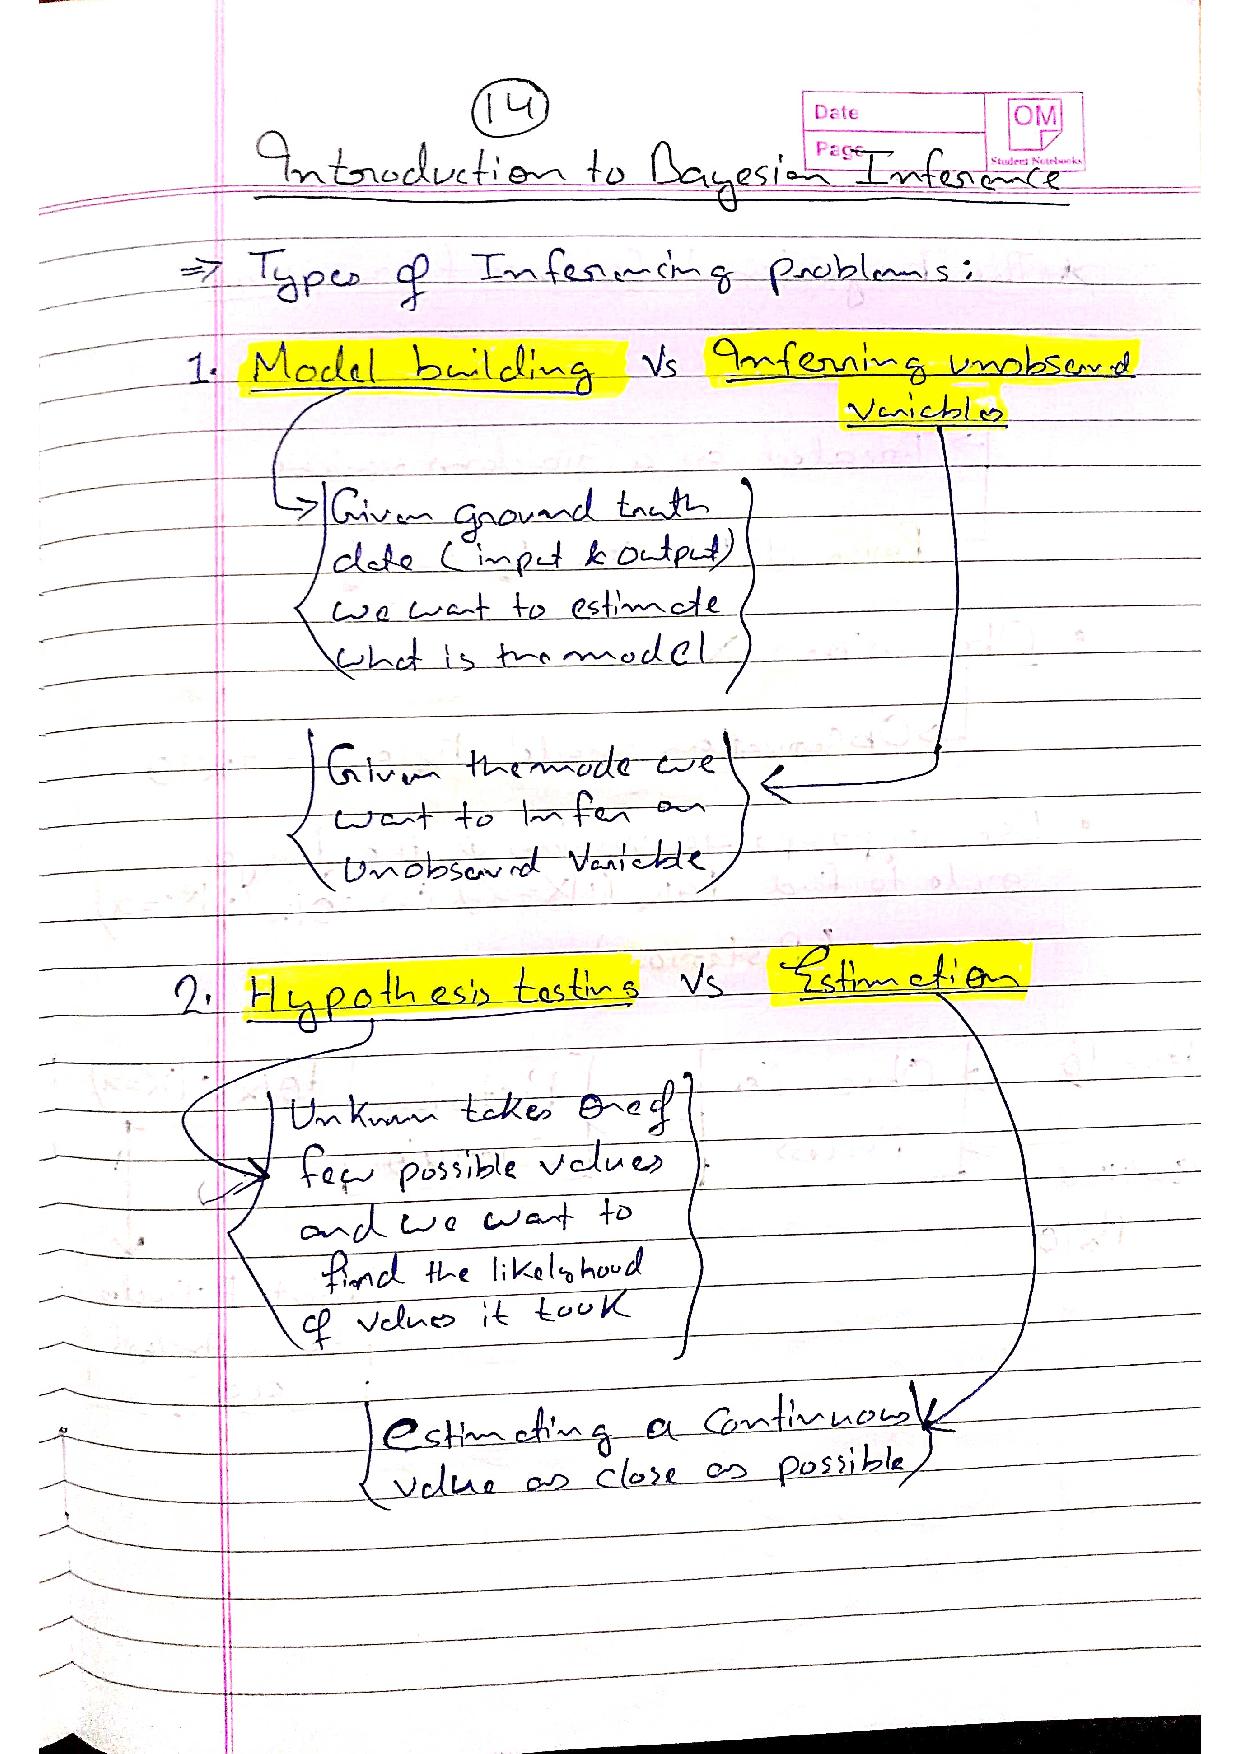 14
Date
OM
Page
Student Notebooks
Introduction to Bayesian Inference
⇒ Types of Inferencing problems:
1. Model building Vs Inferring unobserved
variables
Given ground truth
data (input & output)
we want to estimate
what is the model
Given the mode we
want to Infer an
Unobserved Variable
2. Hypothesis testing Vs Estimation
Unknown takes one of
few possible values
and we want to
find the likelyhood
of values it took
estimating a continuous
value as close as possible